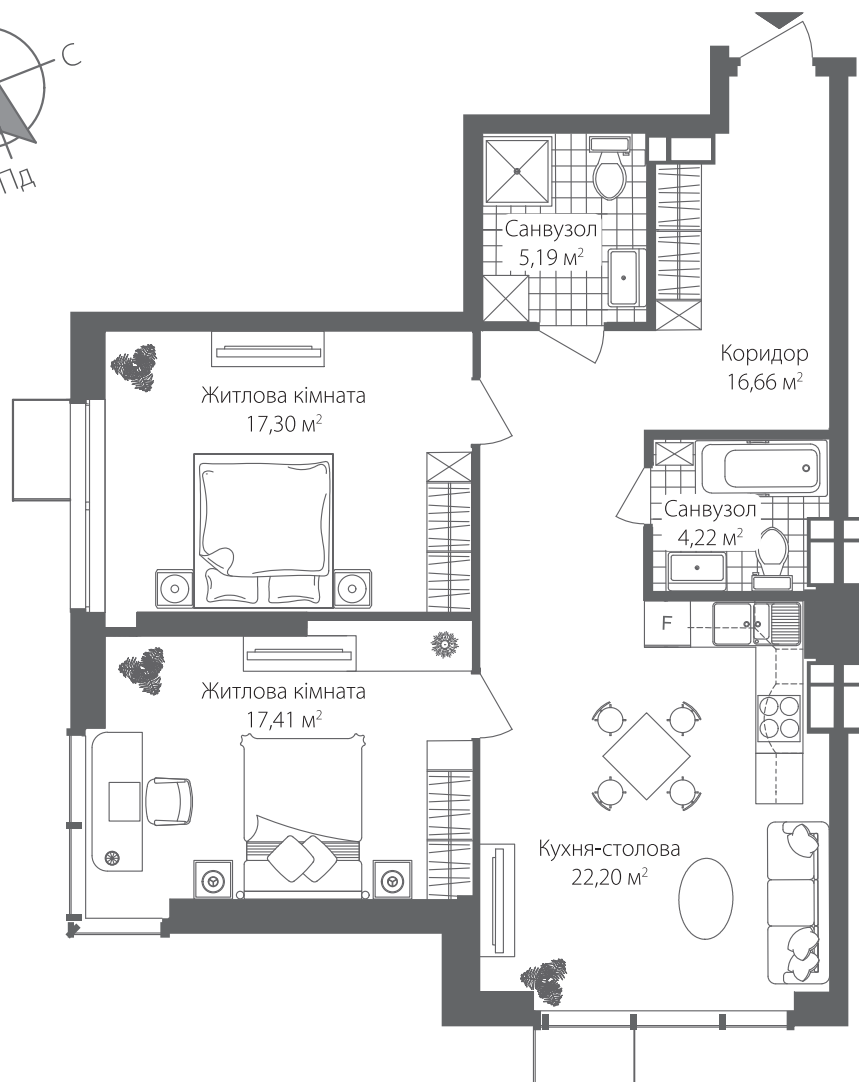 С
Пд
Санвузол
5,19 м²
Коридор
16,66 м²
Житлова кімната
17,30 м²
Санвузол
4,22 м²
F
Житлова кімната
17,41 м²
Кухня-столова
22,20 м²